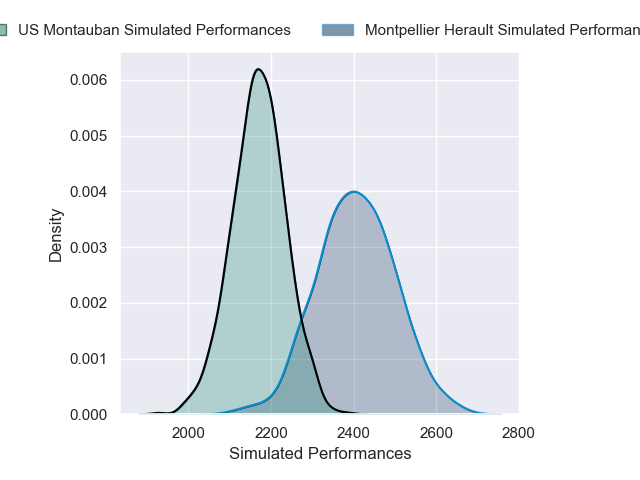 US Montauban Simulated Performances
Montpellier Herault Simulated
0.006
0.005
0.004
0.003
0.002
0.001
0.000
Density
2000 2200 2400 2600 2800
Simulated Performances